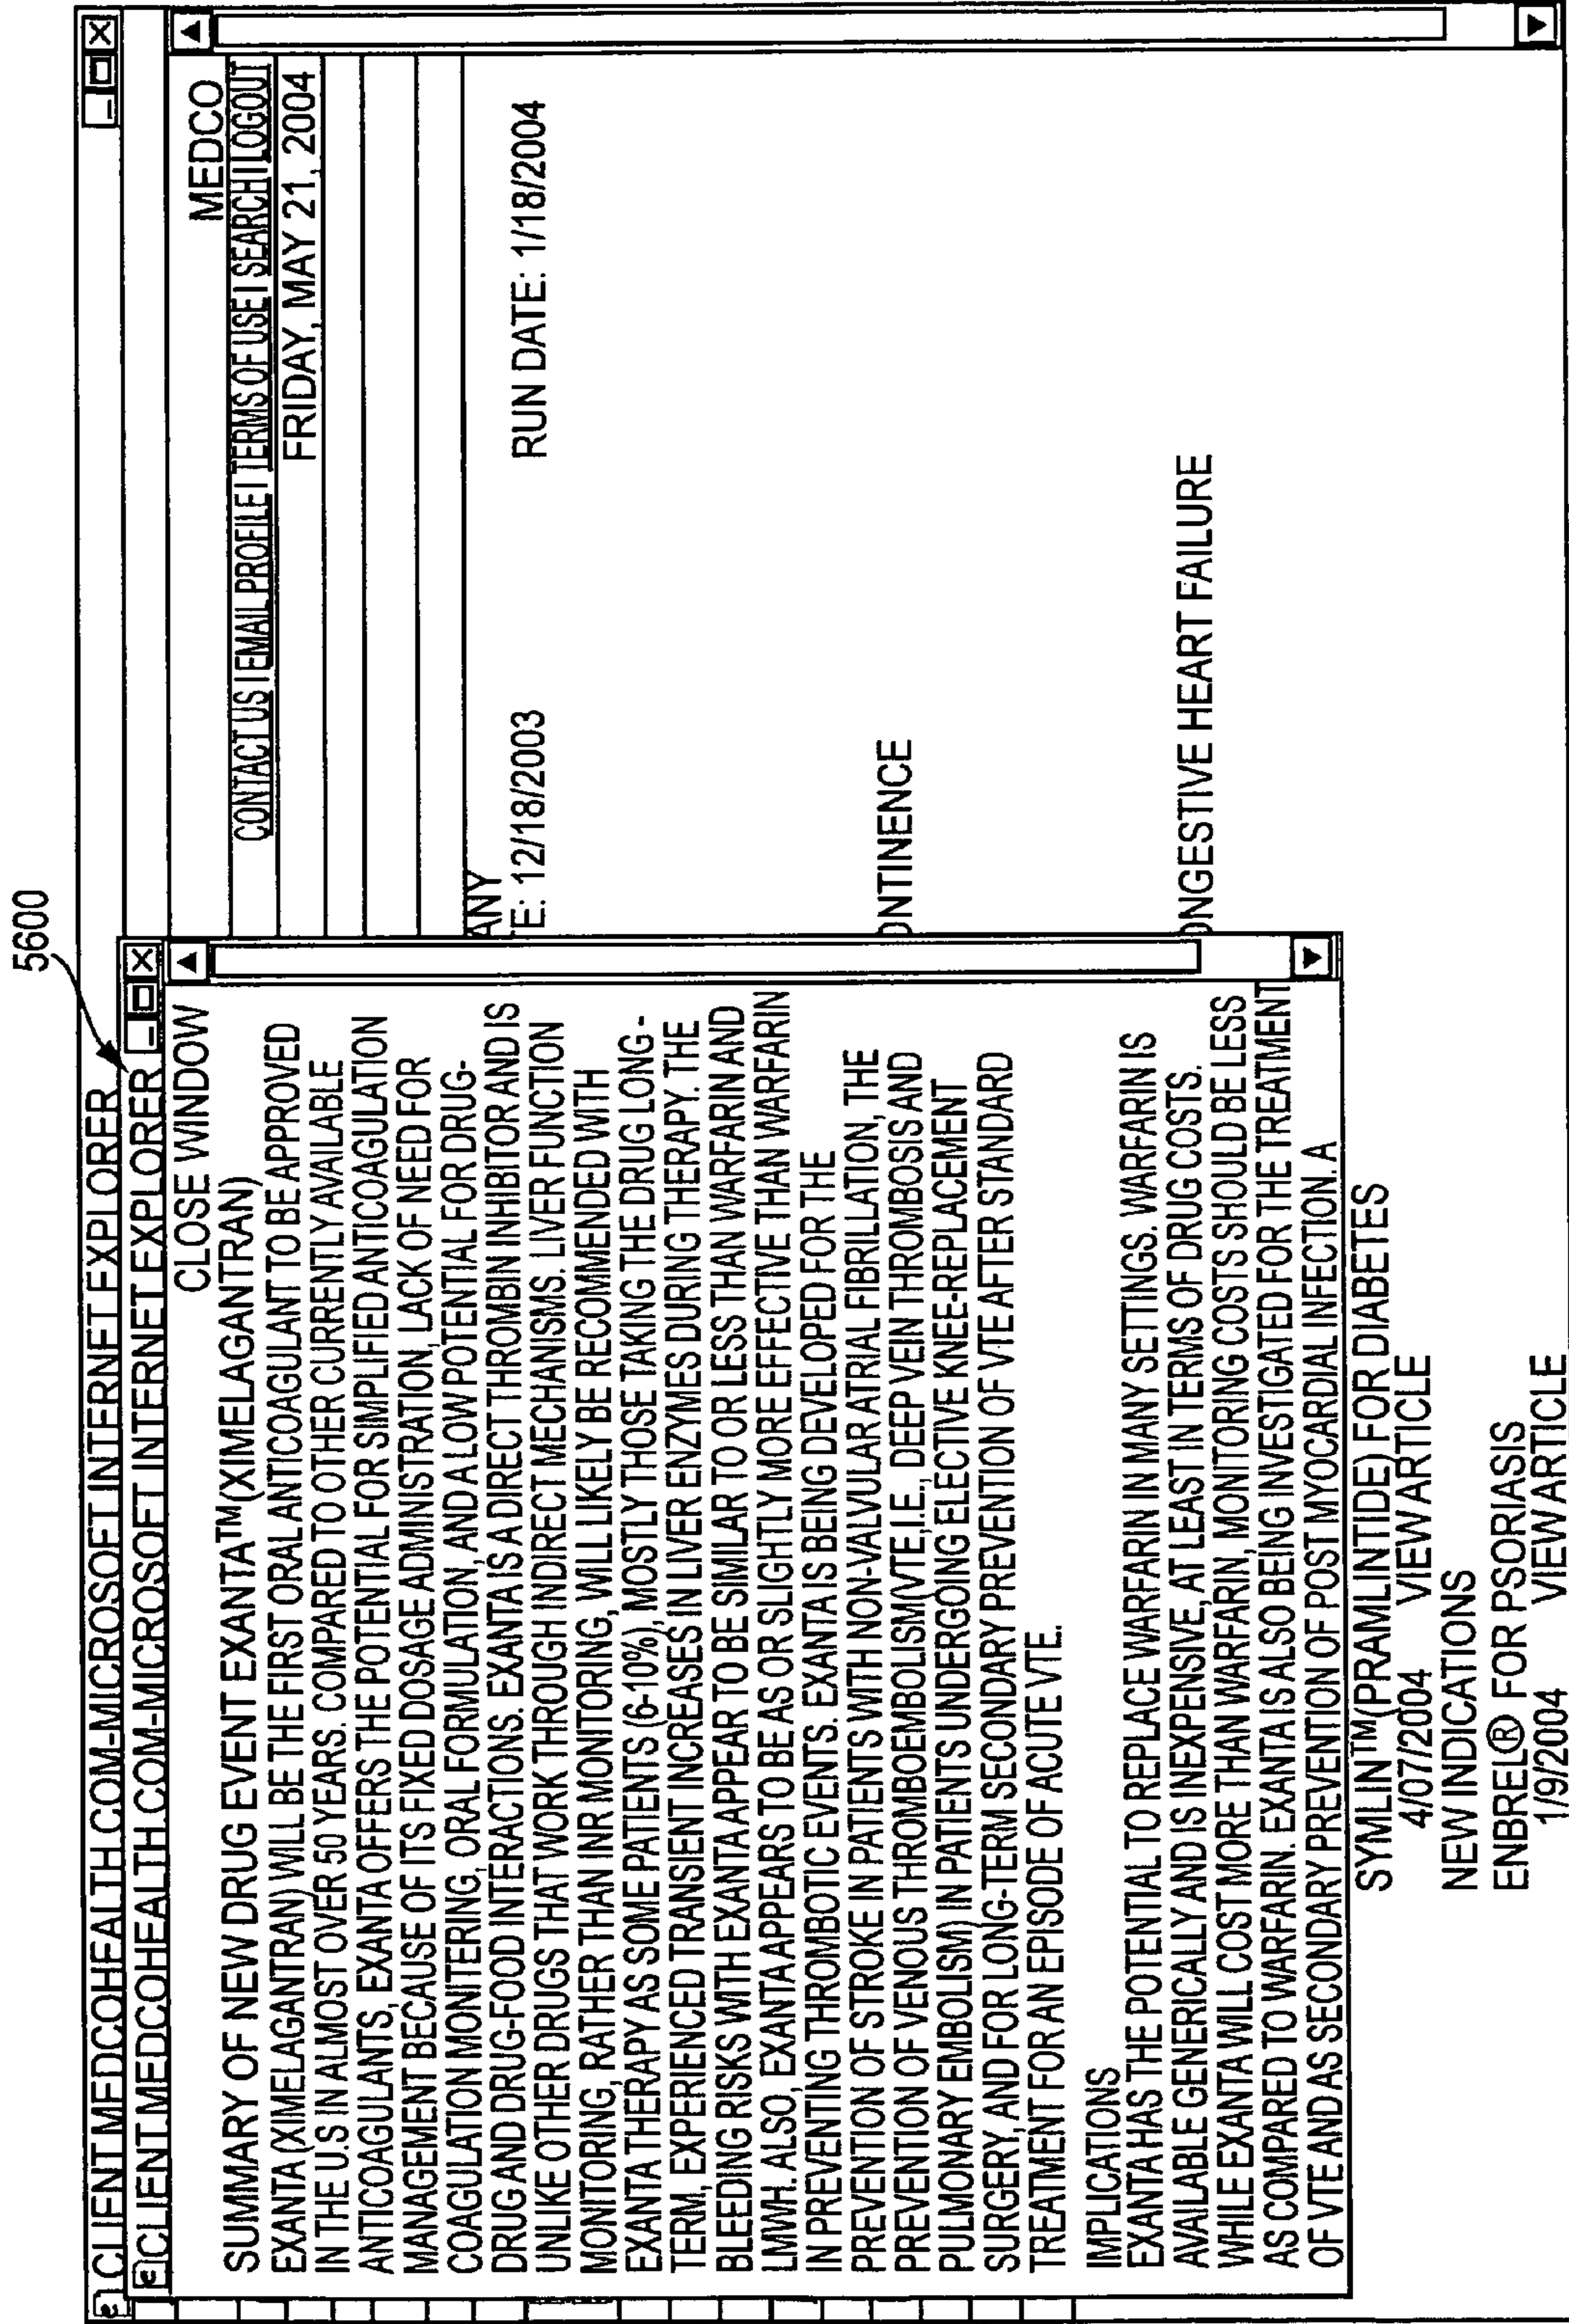 5600
CLIENT.MEDCOHEALTH.COM-MICROSOFT INTERNET EXPLORER
CLIENT.MEDCOHEALTH.COM-MICROSOFT INTERNET EXPLORER
CLOSE WINDOW
SUMMARY OF NEW DRUG EVENT EXANTA™(XIMELAGANTRAN)
EXANTA (XIMELAGANTRAN) WILL BE THE FIRST ORAL ANTICOAGULANT TO BE APPROVED
IN THE U.S IN ALMOST OVER 50 YEARS. COMPARED TO OTHER CURRENTLY AVAILABLE
ANTICOAGULANTS, EXANTA OFFERS THE POTENTIAL FOR SIMPLIFIED ANTICOAGULATION
MANAGEMENT BECAUSE OF ITS FIXED DOSAGE ADMINISTRATION, LACK OF NEED FOR
COAGULATION MONITERING, ORAL FORMULATION, AND A LOW POTENTIAL FOR DRUG-
DRUG AND DRUG-FOOD INTERACTIONS. EXANTA IS A DIRECT THROMBIN INHIBITOR AND IS
UNLIKE OTHER DRUGS THAT WORK THROUGH INDIRECT MECHANISMS. LIVER FUNCTION
MONITORING, RATHER THAN INR MONITORING, WILL LIKELY BE RECOMMENDED WITH
EXANTA THERAPY AS SOME PATIENTS (6-10%), MOSTLY THOSE TAKING THE DRUG LONG-
TERM, EXPERIENCED TRANSIENT INCREASES IN LIVER ENZYMES DURING THERAPY. THE
BLEEDING RISKS WITH EXANTA APPEAR TO BE SIMILAR TO OR LESS THAN WARFARIN AND
LMWH. ALSO, EXANTA APPEARS TO BE AS OR SLIGHTLY MORE EFFECTIVE THAN WARFARIN
IN PREVENTING THROMBOTIC EVENTS. EXANTA IS BEING DEVELOPED FOR THE
PREVENTION OF STROKE IN PATIENTS WITH NON-VALVULAR ATRIAL FIBRILLATION, THE
PREVENTION OF VENOUS THROMBOEMBOLISM(VTE,I.E., DEEP VEIN THROMBOSIS AND
PULMONARY EMBOLISM) IN PATIENTS UNDERGOING ELECTIVE KNEE-REPLACEMENT
SURGERY, AND FOR LONG-TERM SECONDARY PREVENTION OF VTE AFTER STANDARD
TREATMENT FOR AN EPISODE OF ACUTE VTE.
IMPLICATIONS
EXANTA HAS THE POTENTIAL TO REPLACE WARFARIN IN MANY SETTINGS. WARFARIN IS
AVAILABLE GENERICALLY AND IS INEXPENSIVE, AT LEAST IN TERMS OF DRUG COSTS.
WHILE EXANTA WILL COST MORE THAN WARFARIN, MONITORING COSTS SHOULD BE LESS
AS COMPARED TO WARFARIN. EXANTA IS ALSO BEING INVESTIGATED FOR THE TREATMENT
OF VTE AND AS SECONDARY PREVENTION OF POST MYOCARDIAL INFECTION. A
SYMLIN™(PRAMLINTIDE) FOR DIABETES
4/07/2004 VIEW ARTICLE
NEW INDICATIONS
ENBREL® FOR PSORIASIS
1/9/2004 VIEW ARTICLE
MEDCO
CONTACT US I EMAIL PROFILE I TERMS OF USE I SEARCH I LOGOUT
FRIDAY, MAY 21, 2004
ANY
TE: 12/18/2003 RUN DATE: 1/18/2004
ONTINENCE
ONGESTIVE HEART FAILURE